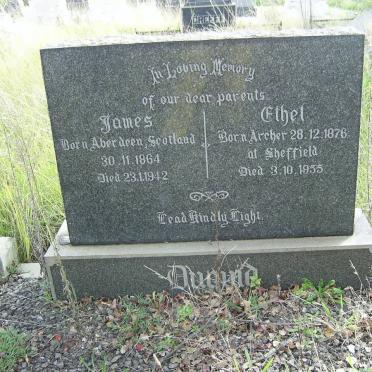 In Loving Memory
of our dear parents
James
Born Aberdeen, Scotland
30.11.1864
Died 23.1.1942
Ethel
Born Archer 28.12.1876.
at Sheffield
Died 3.10.1955.
Lead Kindly Light.
Duguid